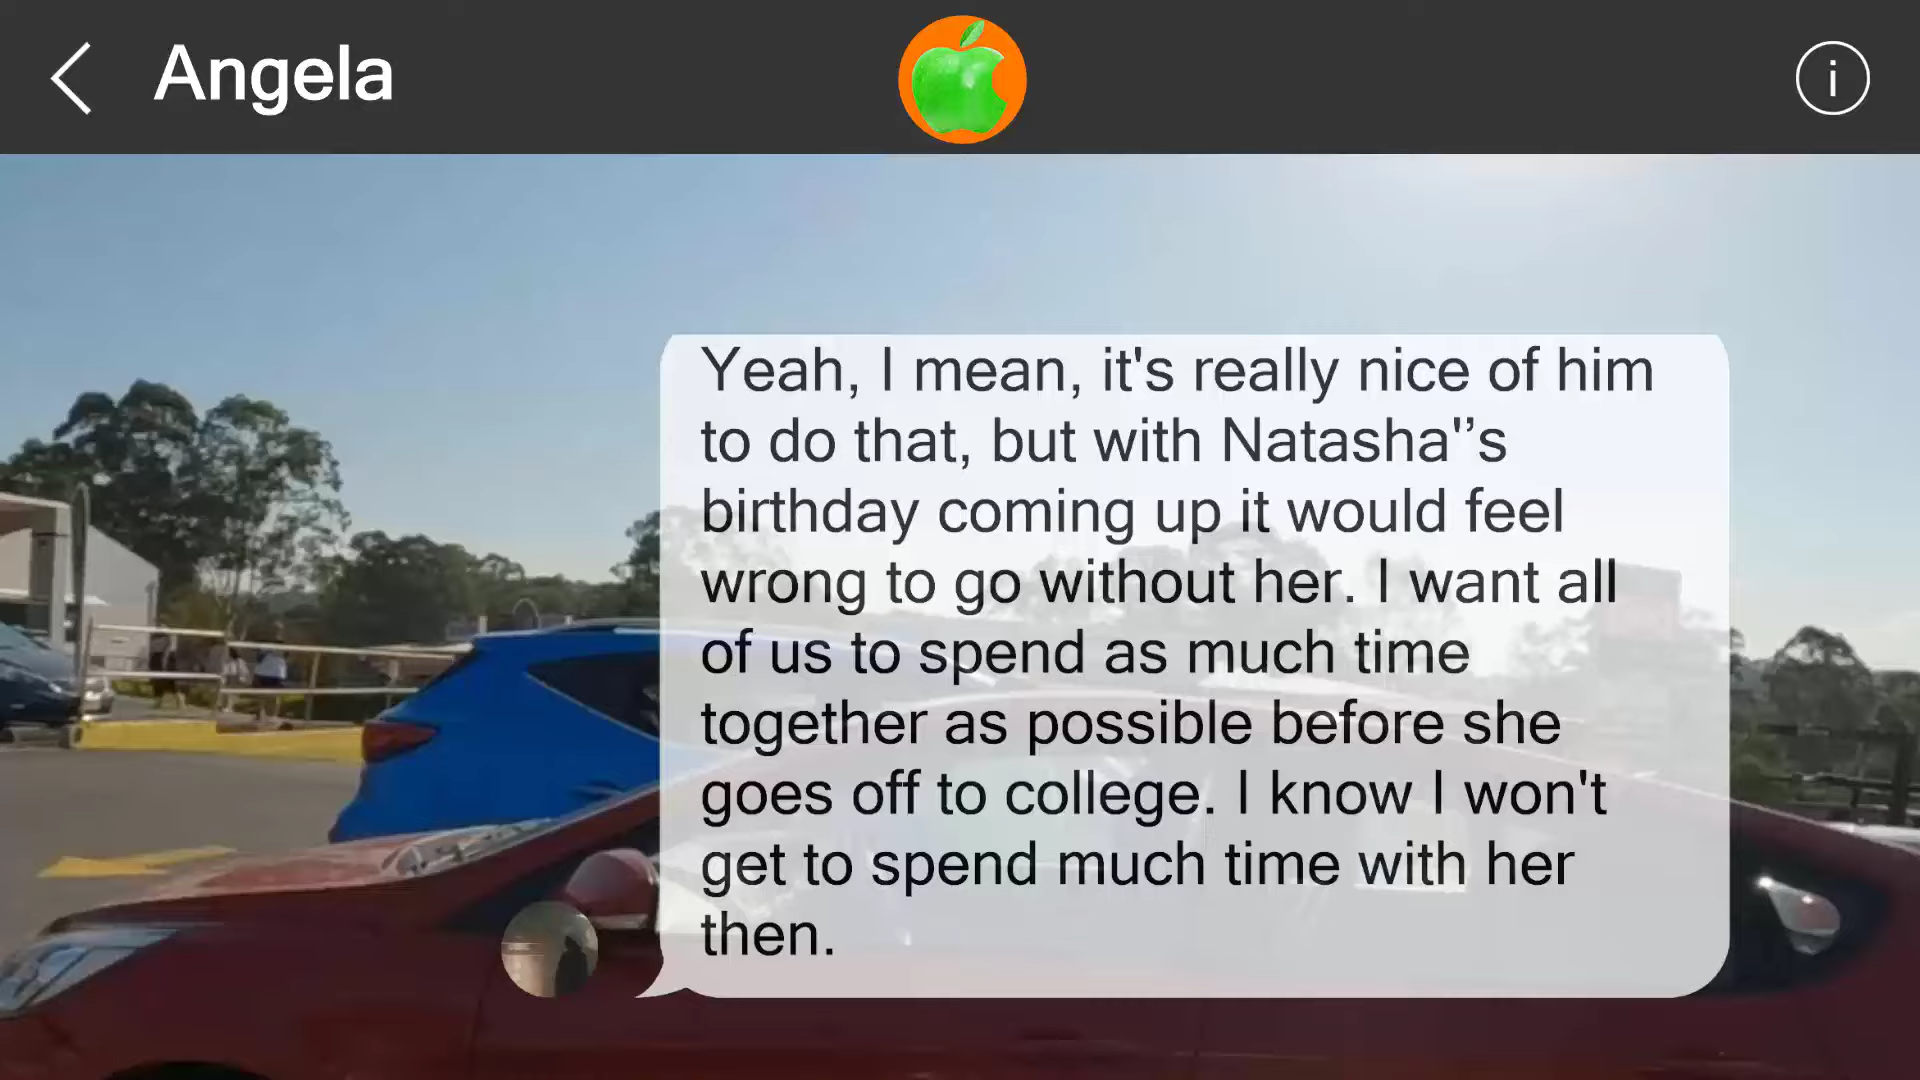 Angela
i
Yeah, I mean, it's really nice of him
to do that, but with Natasha'’s
birthday coming up it would feel
wrong to go without her. I want all
of us to spend as much time
together as possible before she
goes off to college. I know I won't
get to spend much time with her
then.